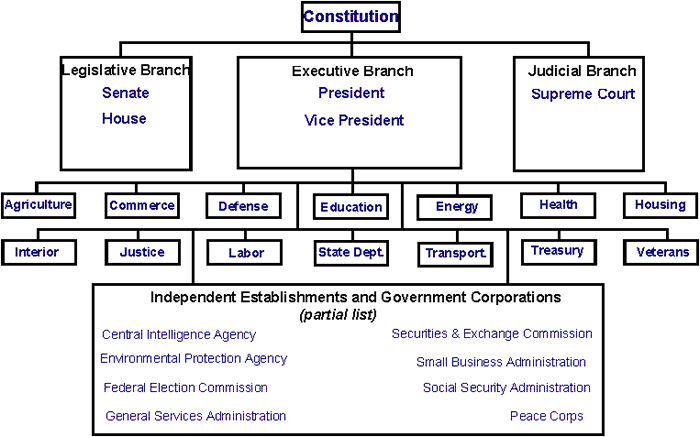 Constitution
Legislative Branch
Senate
House
Executive Branch
President
Vice President
Judicial Branch
Supreme Court
Agriculture
Commerce
Defense
Education
Energy
Health
Housing
Interior
Justice
Labor
State Dept.
Transport.
Treasury
Veterans
Independent Establishments and Government Corporations
(partial list)
Central Intelligence Agency
Environmental Protection Agency
Federal Election Commission
General Services Administration
Securities & Exchange Commission
Small Business Administration
Social Security Administration
Peace Corps